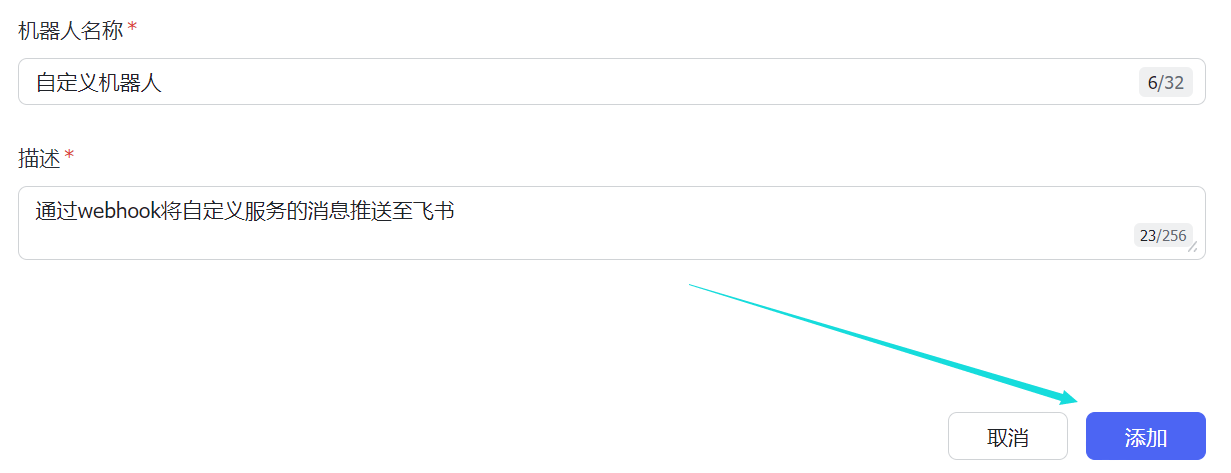 机器人名称*
自定义机器人
6/32
描述*
通过webhook将自定义服务的消息推送至飞书
23/256
取消
添加